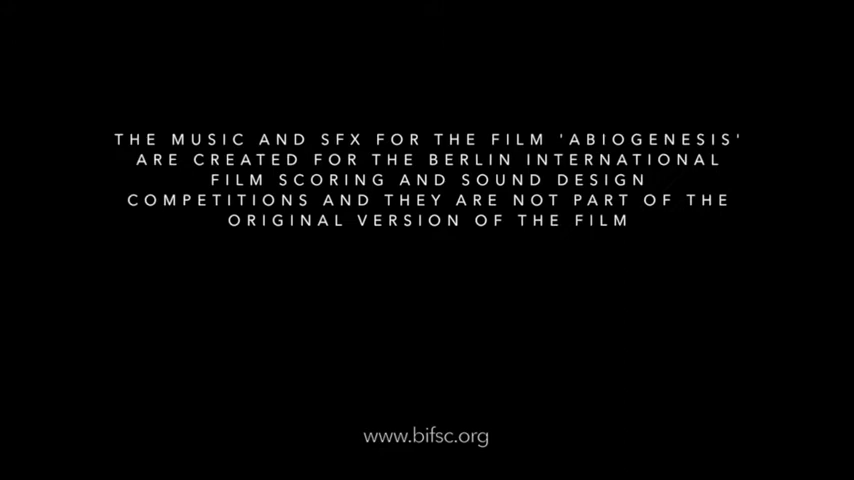 THE MUSIC AND SFX FOR THE FILM 'ABIOGENESIS'
ARE CREATED FOR THE BERLIN INTERNATIONAL
FILM SCORING AND SOUND DESIGN
COMPETITIONS AND THEY ARE NOT PART OF THE
ORIGINAL VERSION OF THE FILM
www.bifsc.org